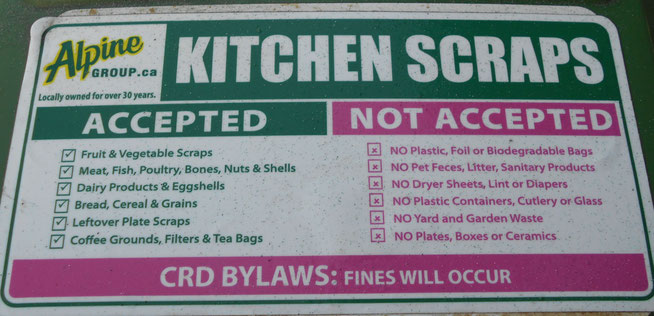 Alpine
GROUP.ca
Locally owned for over 30 years.
KITCHEN SCRAPS
ACCEPTED
Fruit & Vegetable Scraps
Meat, Fish, Poultry, Bones, Nuts & Shells
Dairy Products & Eggshells
Bread, Cereal & Grains
Leftover Plate Scraps
Coffee Grounds, Filters & Tea Bags
NOT ACCEPTED
NO Plastic, Foil or Biodegradable Bags
NO Pet Feces, Litter, Sanitary Products
NO Dryer Sheets, Lint or Diapers
NO Plastic Containers, Cutlery or Glass
NO Yard and Garden Waste
NO Plates, Boxes or Ceramics
CRD BYLAWS: FINES WILL OCCUR